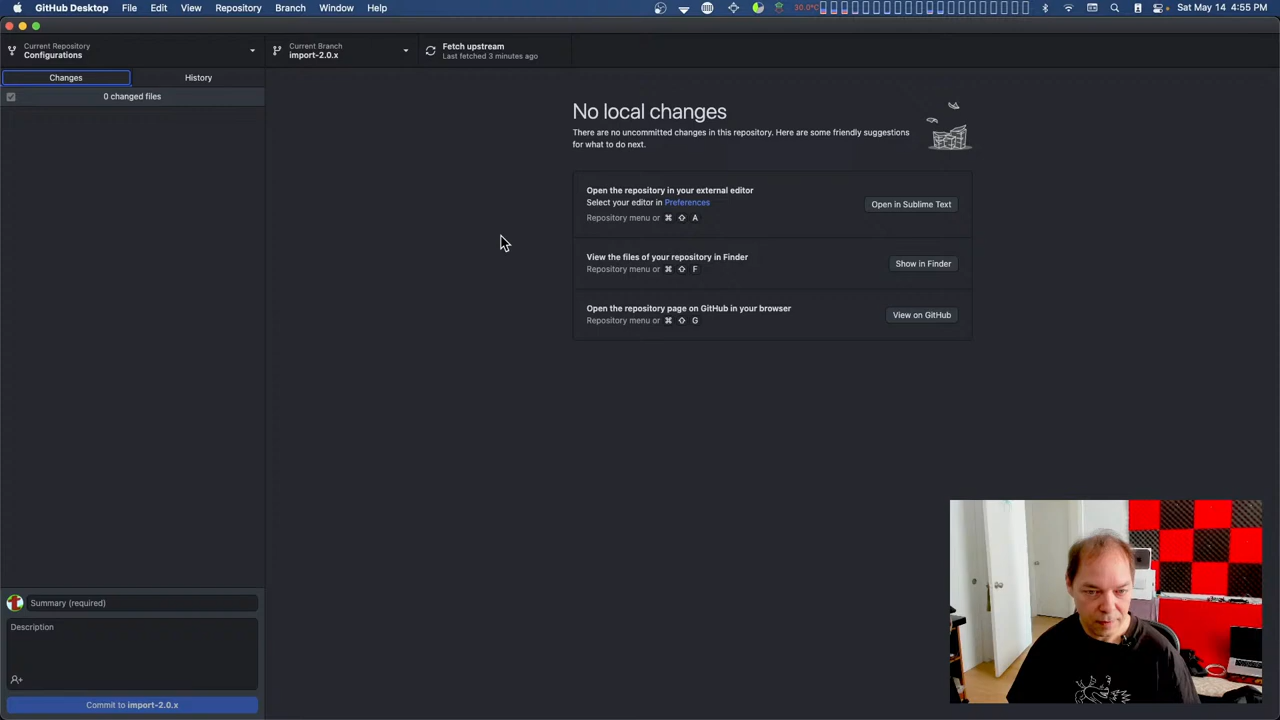 GitHub Desktop File Edit View Repository Branch Window Help 30.0°C Sat May 14 4:55 PM
Current Repository
Configurations
Current Branch
import-2.0.x
Fetch upstream
Last fetched 3 minutes ago
Changes History
0 changed files
No local changes
There are no uncommitted changes in this repository. Here are some friendly suggestions
for what to do next.
Open the repository in your external editor
Select your editor in Preferences
Repository menu or ⌘ ⇧ A
Open in Sublime Text
View the files of your repository in Finder
Repository menu or ⌘ ⇧ F
Show in Finder
Open the repository page on GitHub in your browser
Repository menu or ⌘ ⇧ G
View on GitHub
Summary (required)
Description
Commit to import-2.0.x